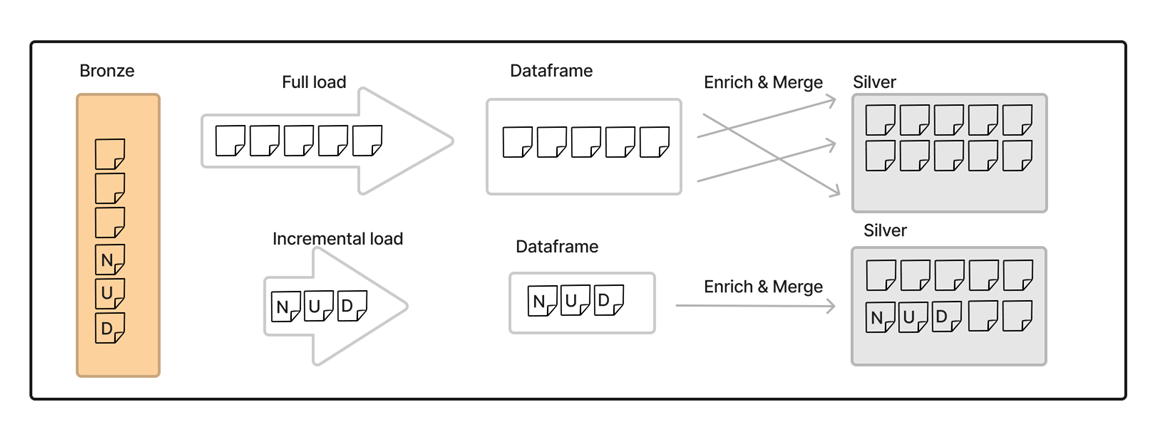 Bronze
Full load
Dataframe
Enrich & Merge
Silver
N
U
D
Incremental load
N U D
Dataframe
N U D
Enrich & Merge
Silver
N U D